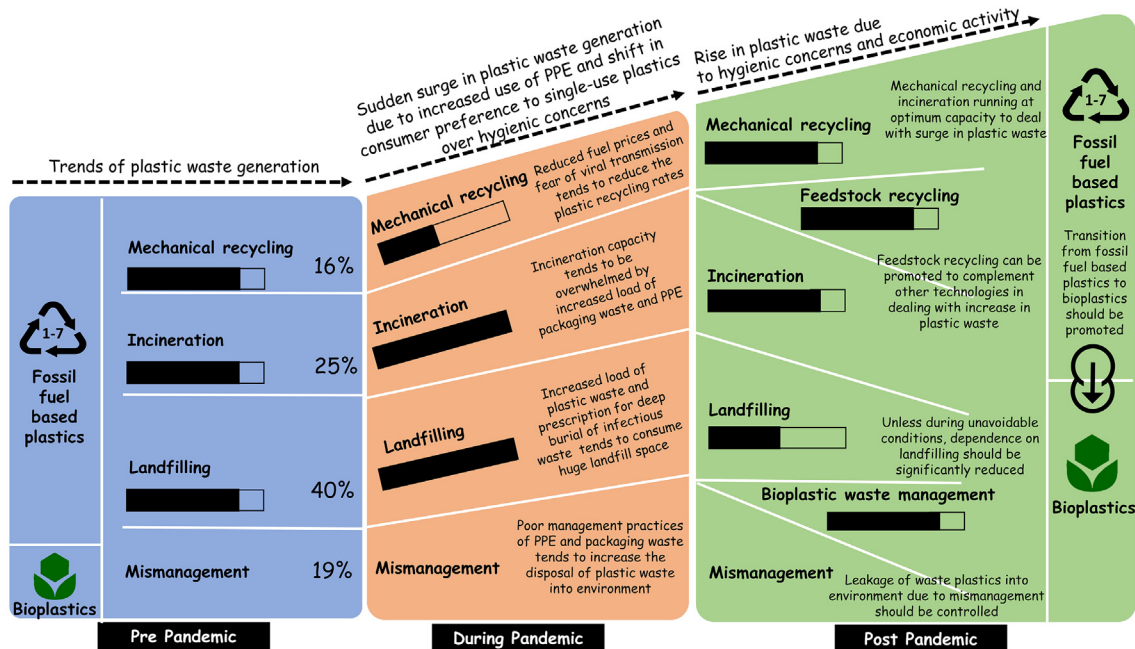 Trends of plastic waste generation
1-7
Fossil
fuel
based
plastics
Bioplastics
Mechanical recycling
16%
Incineration
25%
Landfilling
40%
Mismanagement
19%
Pre Pandemic
Sudden surge in plastic waste generation
due to increased use of PPE and shift in
consumer preference to single-use plastics
over hygienic concerns
Mechanical recycling
Reduced fuel prices and
fear of viral transmission
tends to reduce the
plastic recycling rates
Incineration
Incineration capacity
tends to be
overwhelmed by
increased load of
packaging waste and PPE
Landfilling
Increased load of
plastic waste and
prescription for deep
burial of infectious
waste tends to consume
huge landfill space
Mismanagement
Poor management practices
of PPE and packaging waste
tends to increase the
disposal of plastic waste
into environment
During Pandemic
Rise in plastic waste due
to hygienic concerns and economic activity
Mechanical recycling
Mechanical recycling and
incineration running at
optimum capacity to deal
with surge in plastic waste
Feedstock recycling
Feedstock recycling can be
promoted to complement
other technologies in
dealing with increase in
plastic waste
Incineration
Landfilling
Unless during unavoidable
conditions, dependence on
landfilling should be
significantly reduced
Bioplastic waste management
Mismanagement
Leakage of waste plastics into
environment due to mismanagement
should be controlled
1-7
Fossil
fuel
based
plastics
Transition
from fossil
fuel based
plastics to
bioplastics
should be
promoted
Bioplastics
Post Pandemic